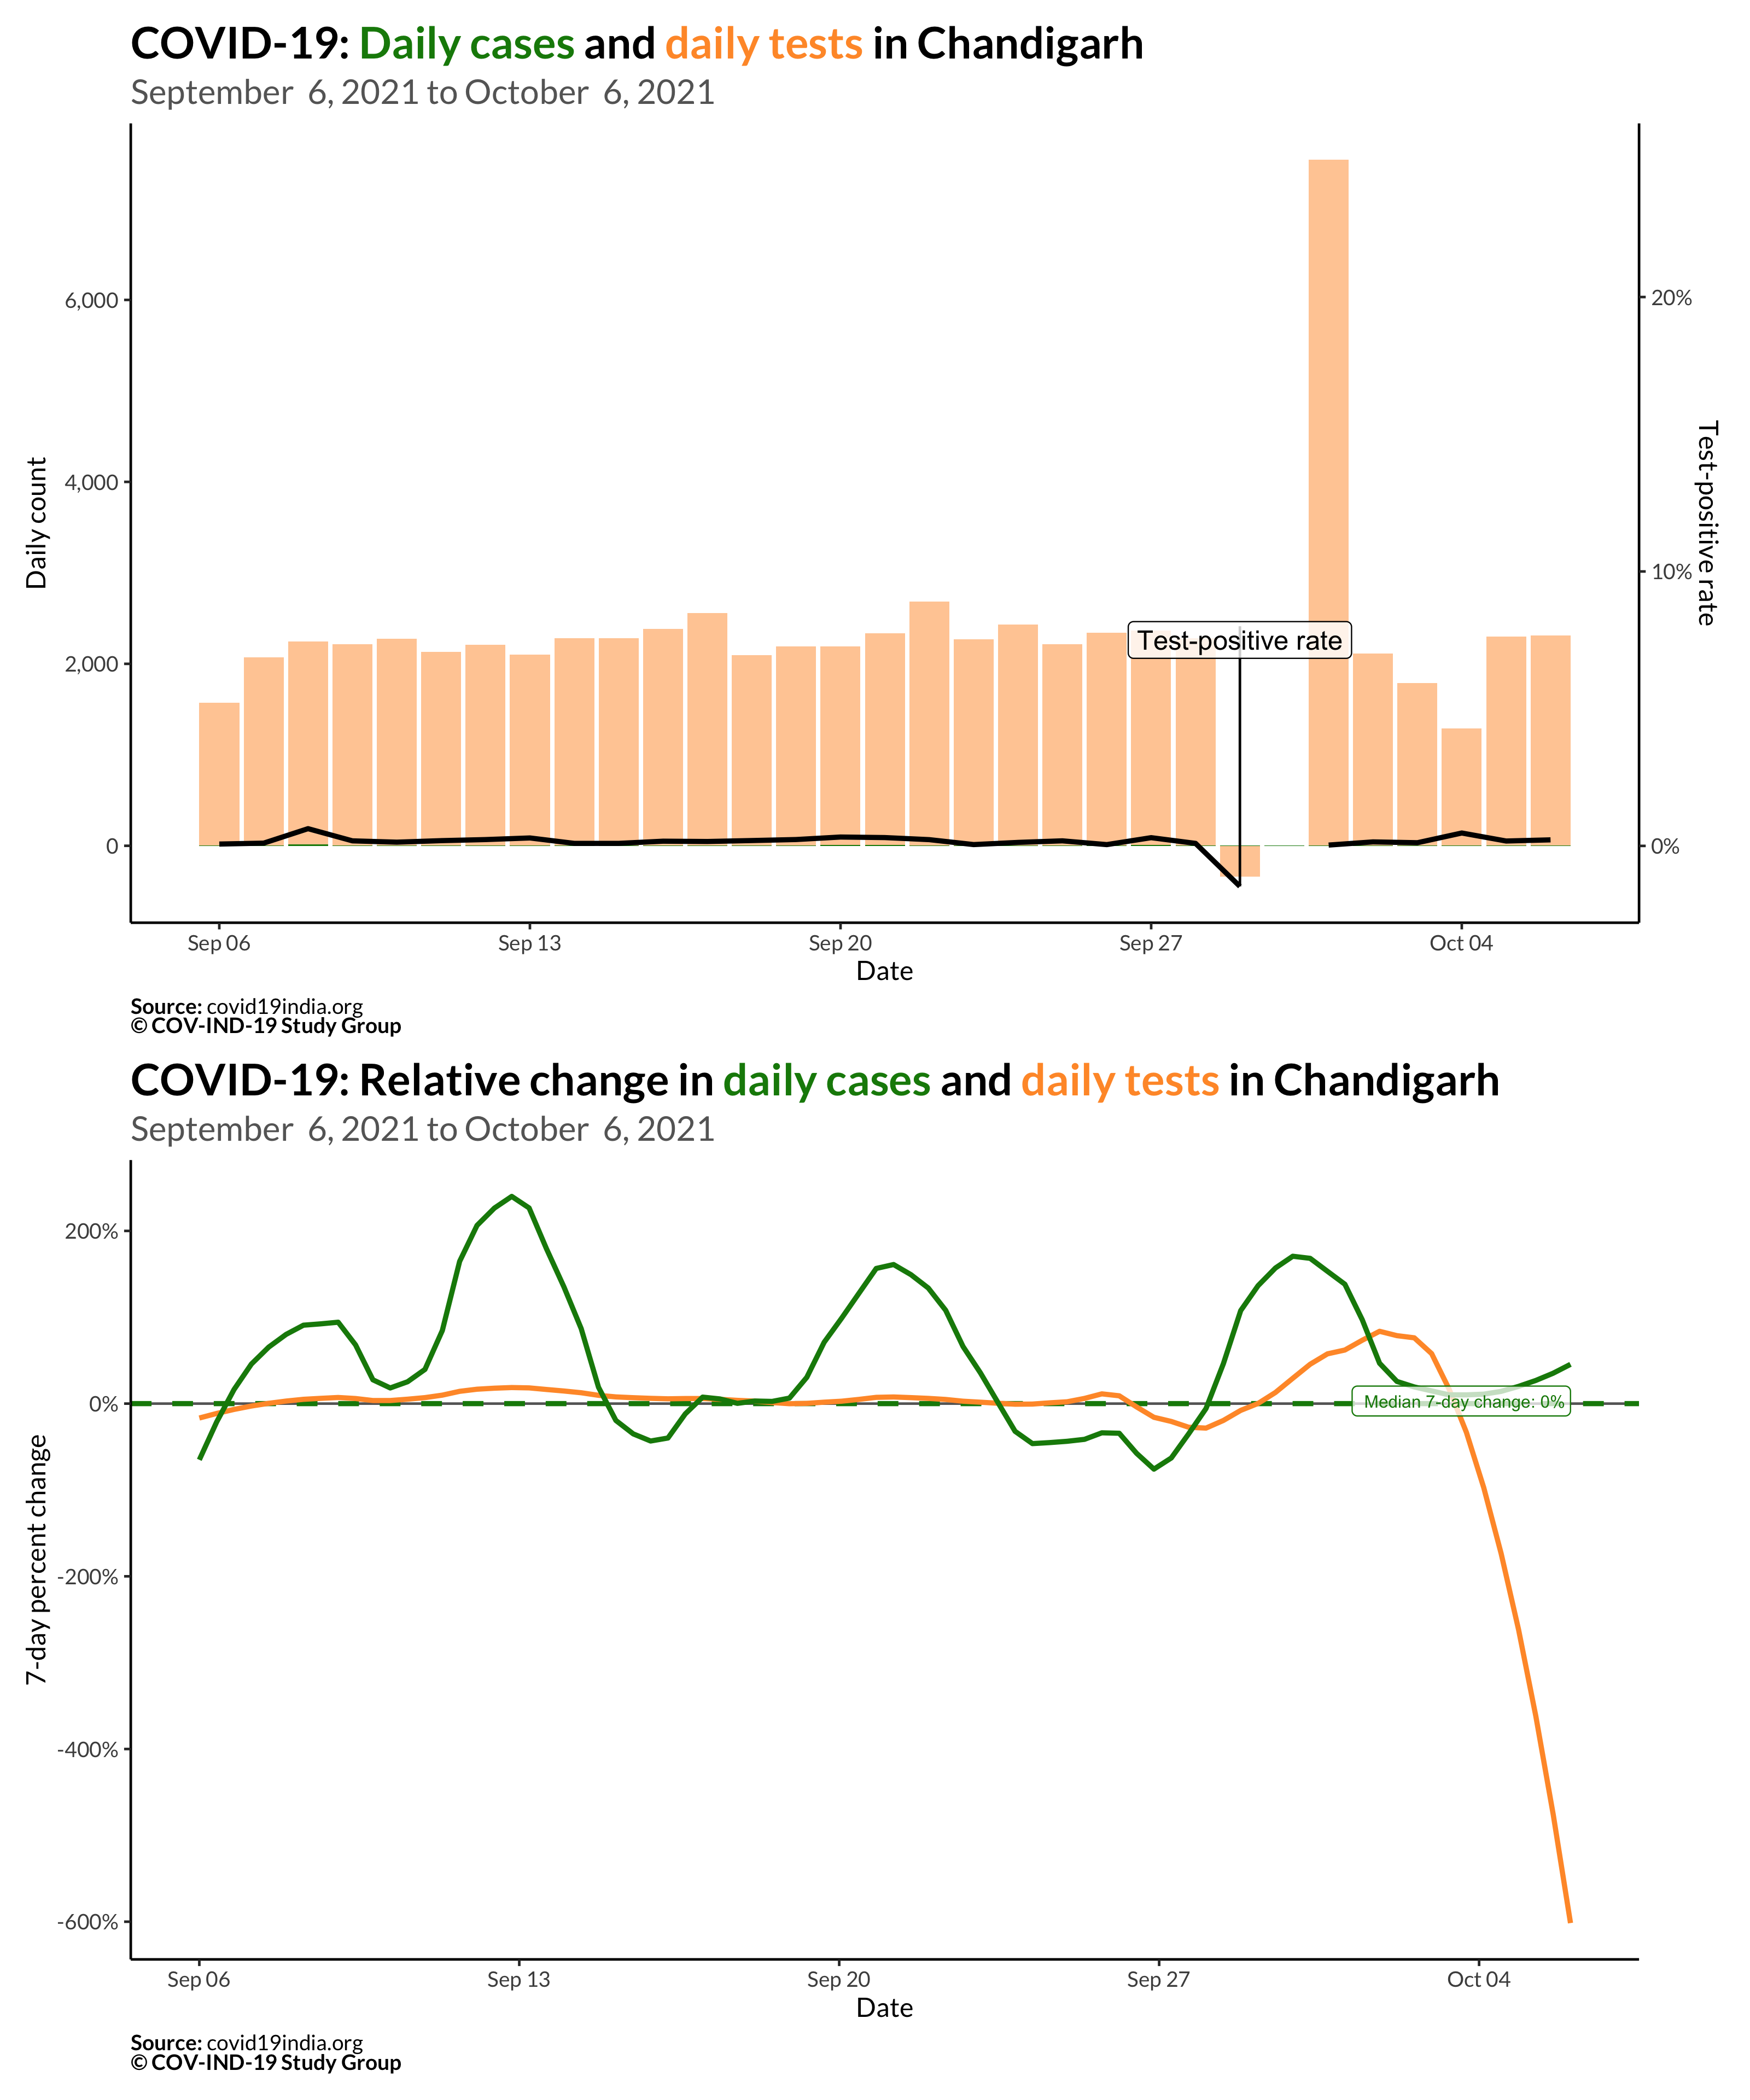 COVID-19: Daily cases and daily tests in Chandigarh
September 6, 2021 to October 6, 2021
6,000
4,000
2,000
0
Daily count
20%
10%
0%
Test-positive rate
Test-positive rate
Sep 06
Sep 13
Sep 20
Sep 27
Oct 04
Date
Source: covid19india.org
© COV-IND-19 Study Group
COVID-19: Relative change in daily cases and daily tests in Chandigarh
September 6, 2021 to October 6, 2021
200%
0%
-200%
-400%
-600%
7-day percent change
Median 7-day change: 0%
Sep 06
Sep 13
Sep 20
Sep 27
Oct 04
Date
Source: covid19india.org
© COV-IND-19 Study Group